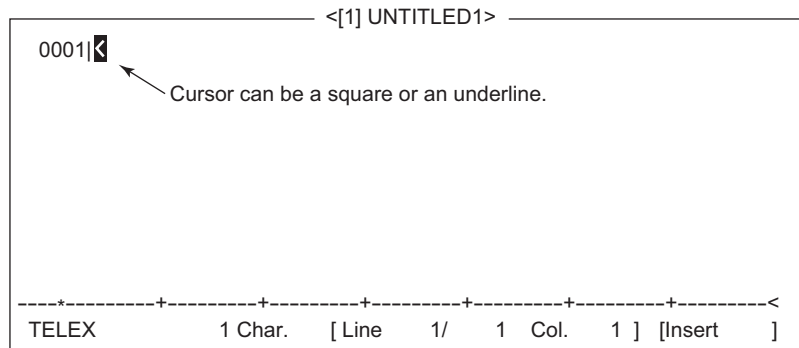 <[1] UNTITLED1>
0001|<
Cursor can be a square or an underline.
----*---------+---------+---------+---------+---------+---------+---------<
TELEX 1 Char. [ Line 1/ 1 Col. 1 ] [Insert ]